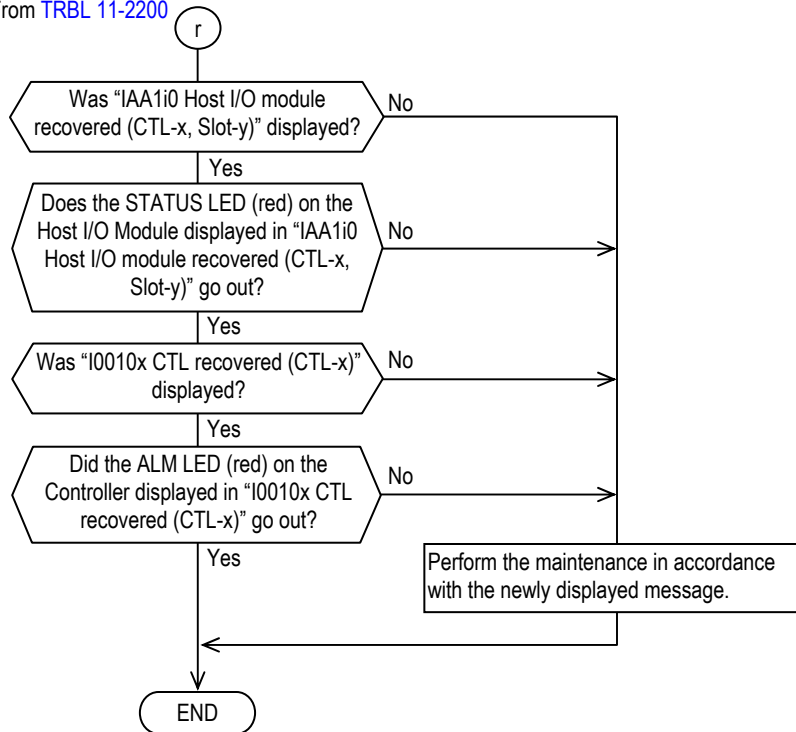 from TRBL 11-2200
r
Was “IAA1i0 Host I/O module
recovered (CTL-x, Slot-y)” displayed?
No
Yes
Does the STATUS LED (red) on the
Host I/O Module displayed in “IAA1i0
Host I/O module recovered (CTL-x,
Slot-y)” go out?
No
Yes
Was “I0010x CTL recovered (CTL-x)”
displayed?
No
Yes
Did the ALM LED (red) on the
Controller displayed in “I0010x CTL
recovered (CTL-x)” go out?
No
Yes
Perform the maintenance in accordance
with the newly displayed message.
END